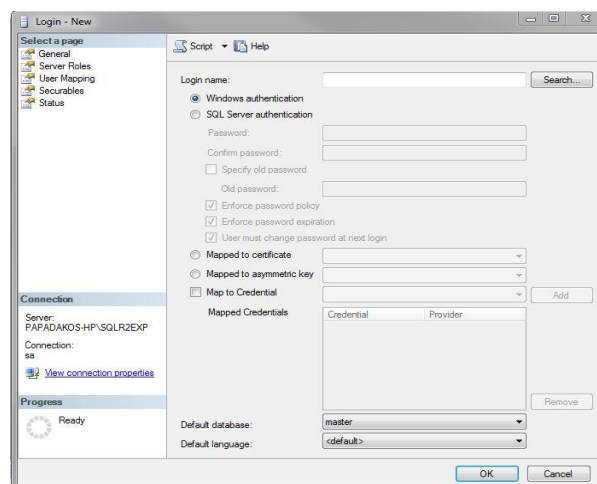 Login - New
Select a page
General
Server Roles
User Mapping
Securables
Status
Script
Help
Login name:
Search...
Windows authentication
SQL Server authentication
Password:
Confirm password:
Specify old password
Old password:
Enforce password policy
Enforce password expiration
User must change password at next login
Mapped to certificate
Mapped to asymmetric key
Map to Credential
Add
Mapped Credentials
Credential Provider
Remove
Default database: master
Default language: <default>
Connection
Server:
PAPADAKOS-HP\SQLR2EXP
Connection:
sa
View connection properties
Progress
Ready
OK
Cancel